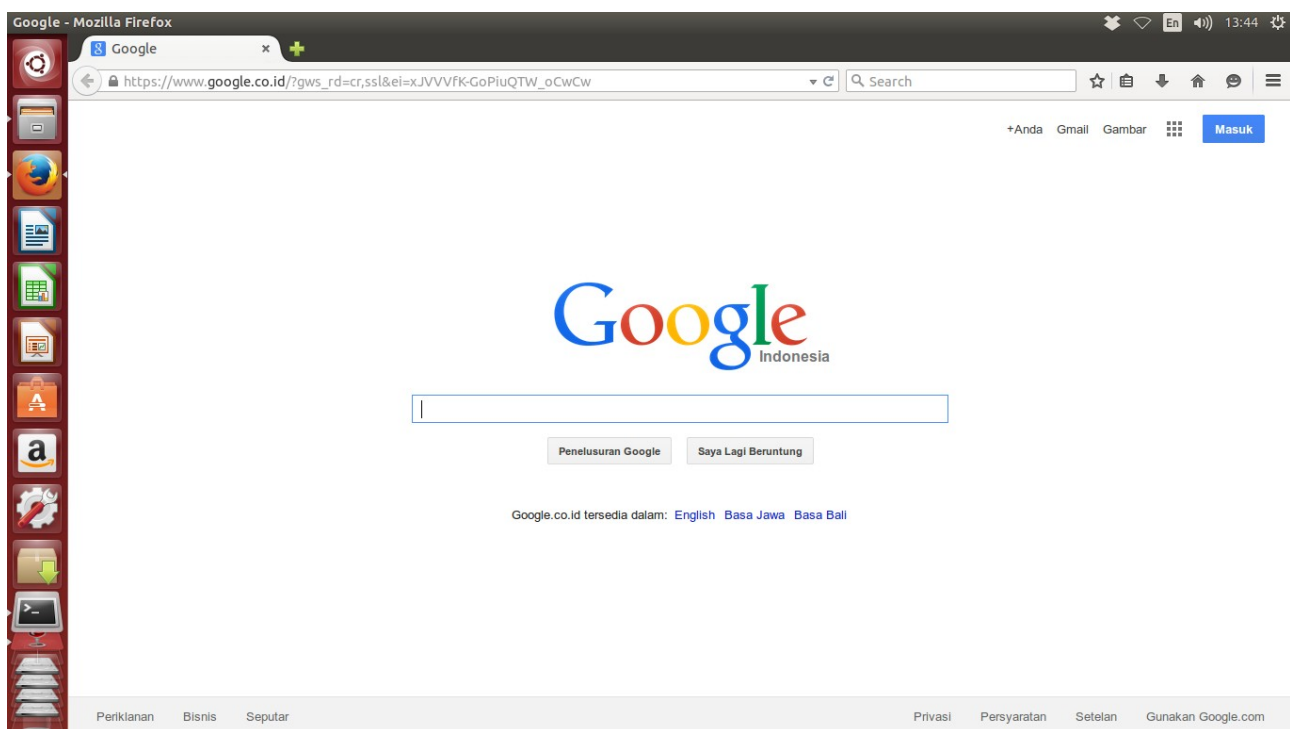 Google - Mozilla Firefox
En 13:44
Google
https://www.google.co.id/?gws_rd=cr,ssl&ei=xJVVVfK-GoPiuQTW_oCwCw
Search
+Anda Gmail Gambar Masuk
Google
Indonesia
Penelusuran Google Saya Lagi Beruntung
Google.co.id tersedia dalam: English Basa Jawa Basa Bali
Periklanan Bisnis Seputar Privasi Persyaratan Setelan Gunakan Google.com